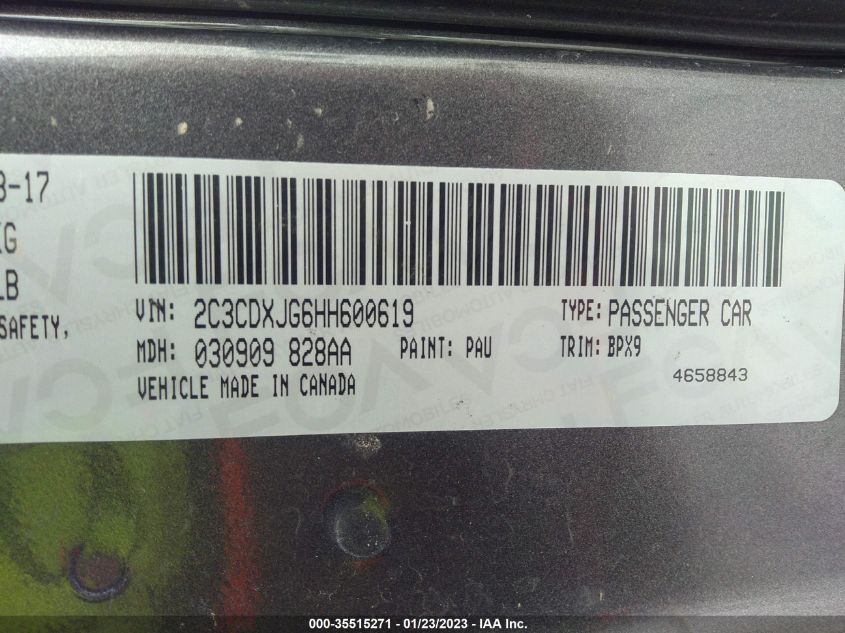 3-17
KG
LB
SAFETY,
VIN: 2C3CDXJG6HH600619
TYPE: PASSENGER CAR
MDH: 030909 828AA
PAINT: PAU
TRIM: BPX9
VEHICLE MADE IN CANADA
4658843
000-35515271 - 01/23/2023 - IAA Inc.